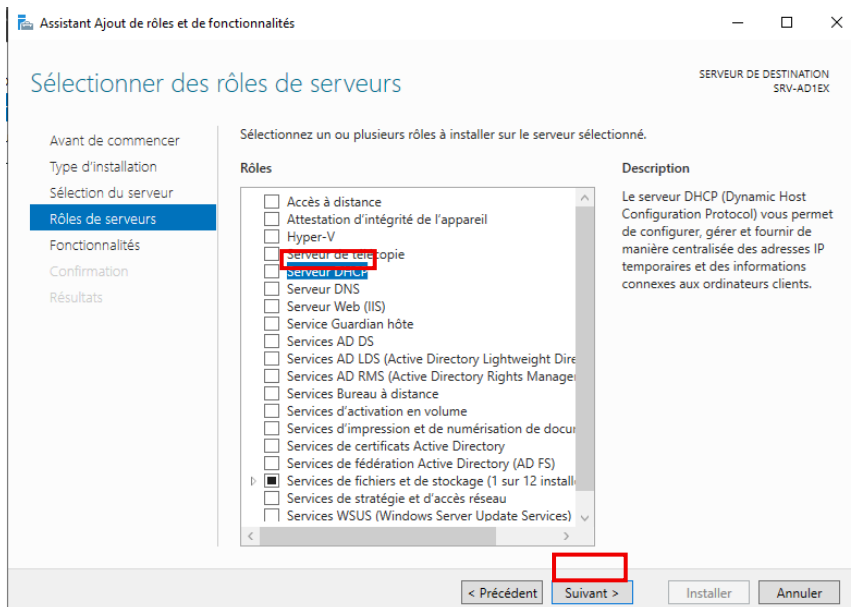 Assistant Ajout de rôles et de fonctionnalités
Sélectionner des rôles de serveurs
SERVEUR DE DESTINATION
SRV-AD1EX
Avant de commencer
Type d'installation
Sélection du serveur
Rôles de serveurs
Fonctionnalités
Confirmation
Résultats
Sélectionnez un ou plusieurs rôles à installer sur le serveur sélectionné.
Rôles
Accès à distance
Attestation d'intégrité de l'appareil
Hyper-V
Serveur de télécopie
Serveur DHCP
Serveur DNS
Serveur Web (IIS)
Service Guardian hôte
Services AD DS
Services AD LDS (Active Directory Lightweight Dire
Services AD RMS (Active Directory Rights Manage
Services Bureau à distance
Services d'activation en volume
Services d'impression et de numérisation de docu
Services de certificats Active Directory
Services de fédération Active Directory (AD FS)
Services de fichiers et de stockage (1 sur 12 install
Services de stratégie et d'accès réseau
Services WSUS (Windows Server Update Services)
Description
Le serveur DHCP (Dynamic Host
Configuration Protocol) vous permet
de configurer, gérer et fournir de
manière centralisée des adresses IP
temporaires et des informations
connexes aux ordinateurs clients.
< Précédent
Suivant >
Installer
Annuler